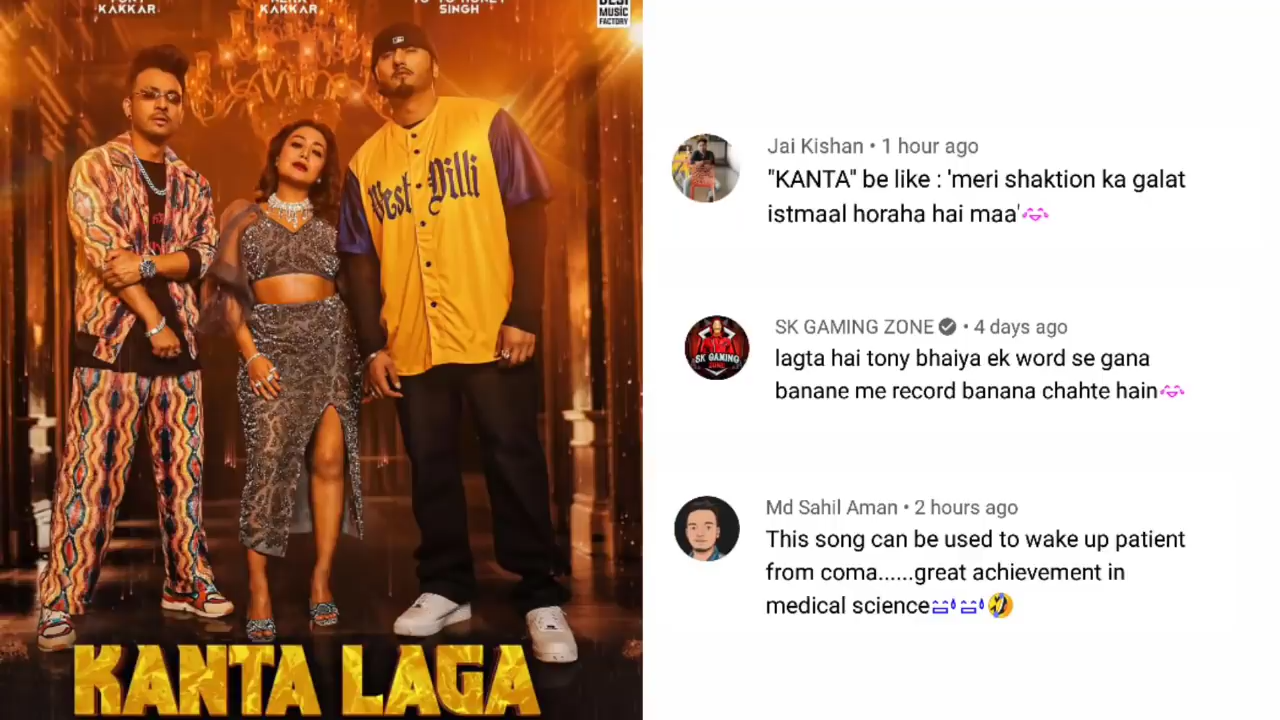 KAKKAR
KAKKAR
SINGH
DESI
MUSIC
FACTORY
West Dilli
KANTA LAGA
Jai Kishan • 1 hour ago
"KANTA" be like : 'meri shaktion ka galat
istmaal horaha hai maa'
SK GAMING ZONE • 4 days ago
SK GAMING
ZONE
lagta hai tony bhaiya ek word se gana
banane me record banana chahte hain
Md Sahil Aman • 2 hours ago
This song can be used to wake up patient
from coma......great achievement in
medical science🤣